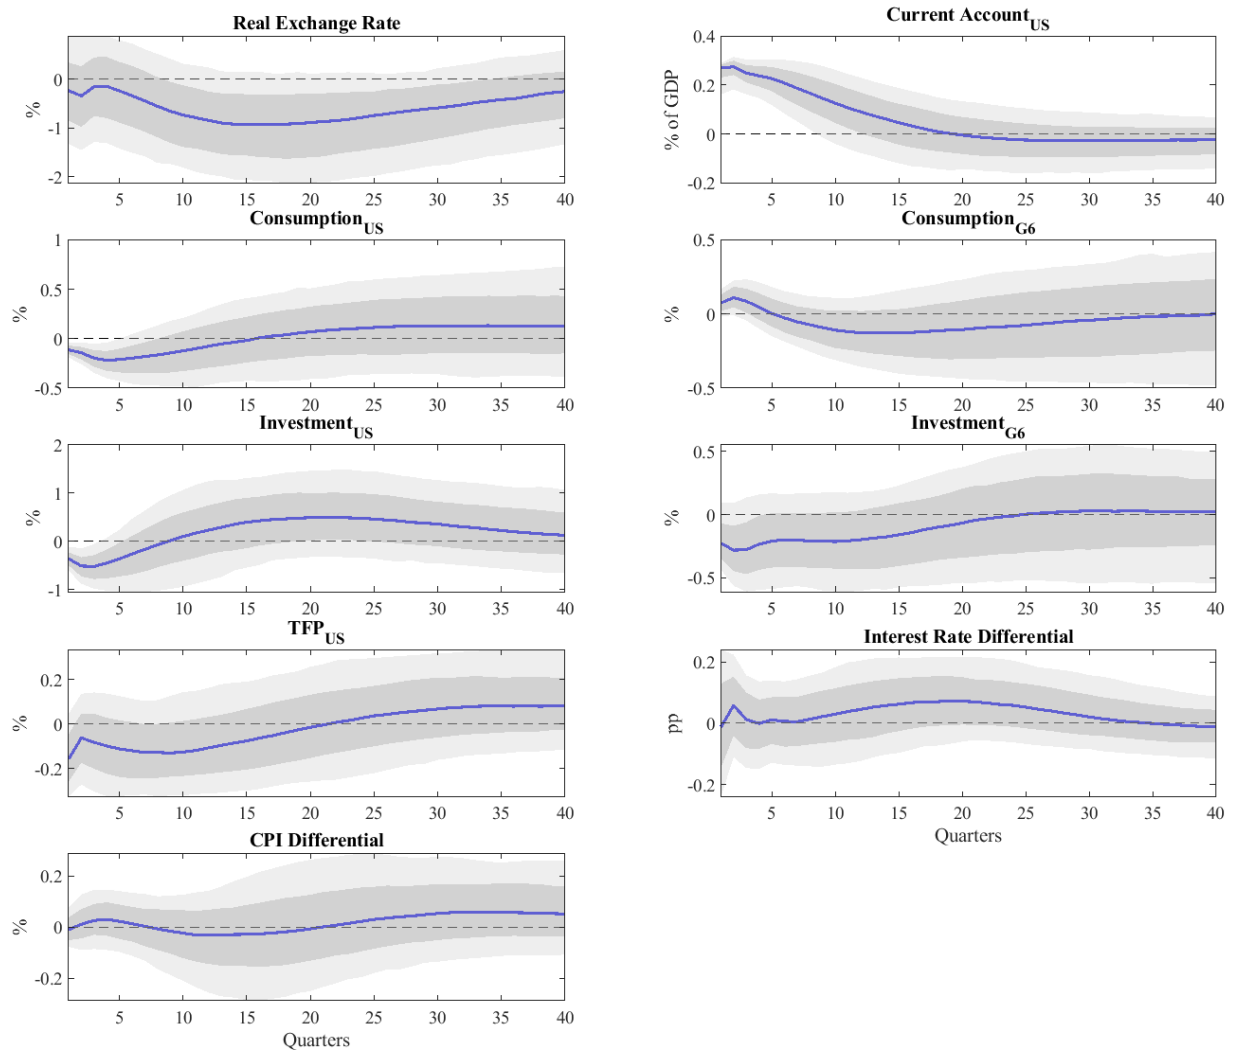 Real Exchange Rate
%
0
-1
-2
5 10 15 20 25 30 35 40
Current Account_US
% of GDP
0.4
0.2
0
-0.2
5 10 15 20 25 30 35 40
Consumption_US
%
1
0.5
0
-0.5
5 10 15 20 25 30 35 40
Consumption_G6
%
0.5
0
-0.5
5 10 15 20 25 30 35 40
Investment_US
%
2
1
0
-1
5 10 15 20 25 30 35 40
Investment_G6
%
0.5
0
-0.5
5 10 15 20 25 30 35 40
TFP_US
%
0.2
0
-0.2
5 10 15 20 25 30 35 40
Interest Rate Differential
pp
0.2
0
-0.2
5 10 15 20 25 30 35 40
Quarters
CPI Differential
%
0.2
0
-0.2
5 10 15 20 25 30 35 40
Quarters